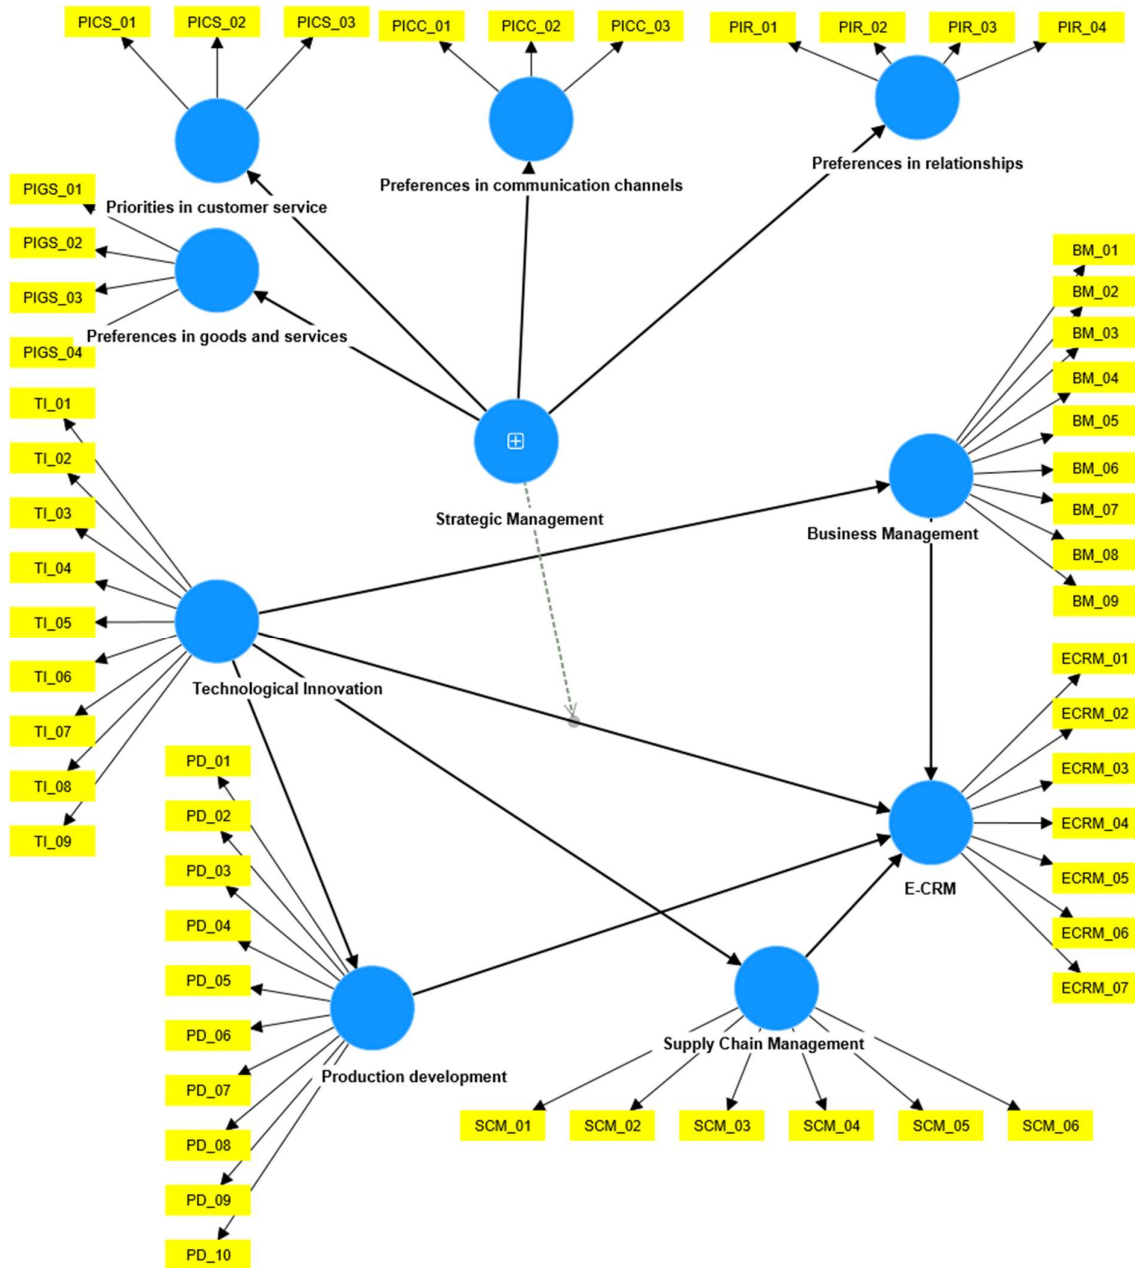 PICS_01
PICS_02
PICS_03
PICC_01
PICC_02
PICC_03
PIR_01
PIR_02
PIR_03
PIR_04
Preferences in relationships
Preferences in communication channels
Priorities in customer service
PIGS_01
PIGS_02
PIGS_03
PIGS_04
Preferences in goods and services
BM_01
BM_02
BM_03
BM_04
BM_05
BM_06
BM_07
BM_08
BM_09
Business Management
Strategic Management
TI_01
TI_02
TI_03
TI_04
TI_05
TI_06
TI_07
TI_08
TI_09
Technological Innovation
ECRM_01
ECRM_02
ECRM_03
ECRM_04
ECRM_05
ECRM_06
ECRM_07
E-CRM
PD_01
PD_02
PD_03
PD_04
PD_05
PD_06
PD_07
PD_08
PD_09
PD_10
Production development
Supply Chain Management
SCM_01
SCM_02
SCM_03
SCM_04
SCM_05
SCM_06